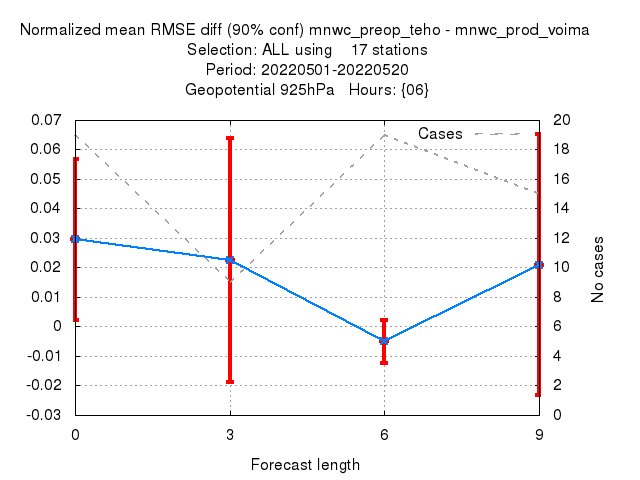 Normalized mean RMSE diff (90% conf) mnwc_preop_teho - mnwc_prod_voima
Selection: ALL using    17 stations
Period: 20220501-20220520
Geopotential 925hPa   Hours: {06}
0.07
0.06
0.05
0.04
0.03
0.02
0.01
0
-0.01
-0.02
-0.03
Cases
20
18
16
14
12
10
8
6
4
2
0
No cases
0 3 6 9
Forecast length